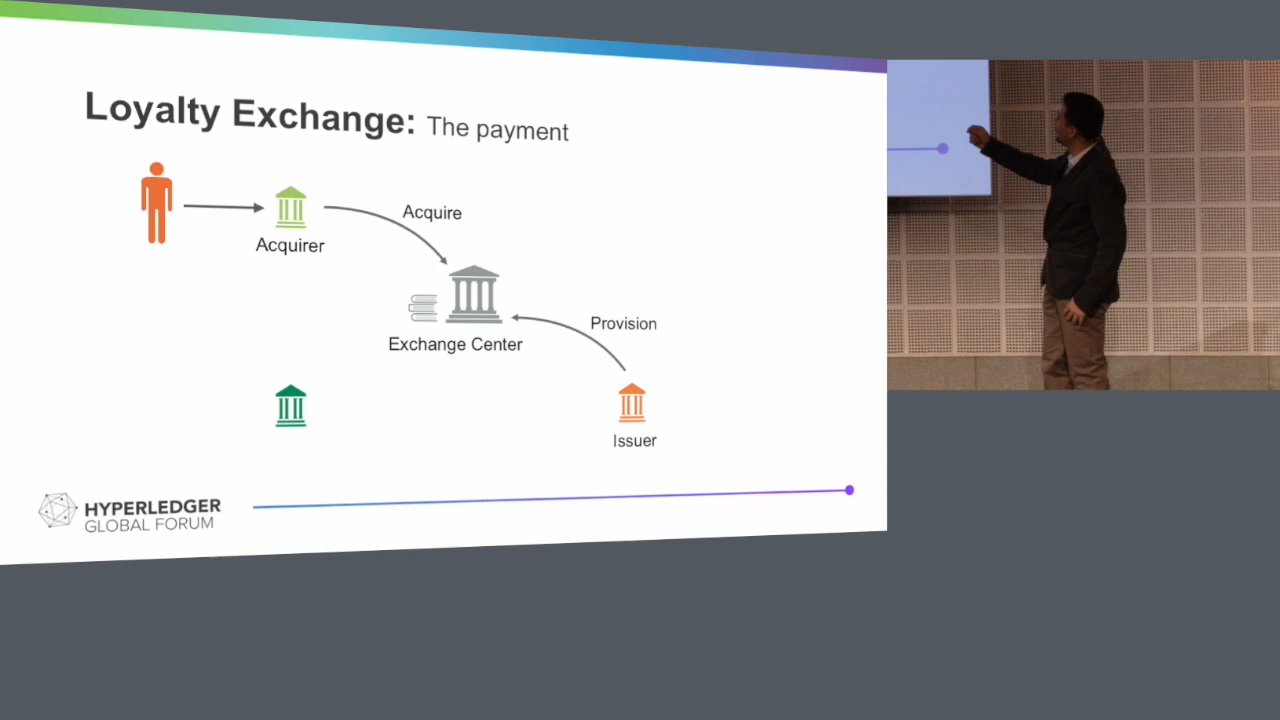 Loyalty Exchange: The payment
Acquire
Acquirer
Provision
Exchange Center
Issuer
HYPERLEDGER
GLOBAL FORUM